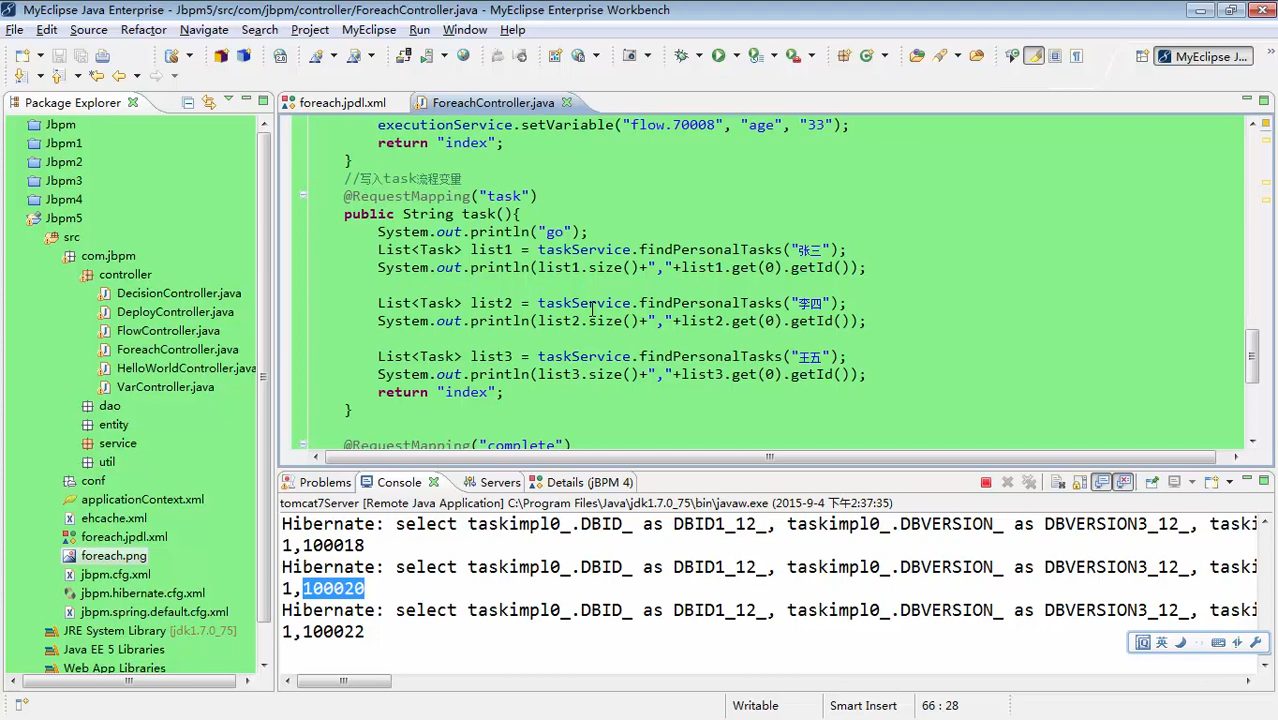 MyEclipse Java Enterprise - Jbpm5/src/com/jbpm/controller/ForeachController.java - MyEclipse Enterprise Workbench
File Edit Source Refactor Navigate Search Project MyEclipse Run Window Help
MyEclipse J...
Package Explorer
foreach.jpdl.xml
ForeachController.java
Jbpm
Jbpm1
Jbpm2
Jbpm3
Jbpm4
Jbpm5
src
com.jbpm
controller
DecisionController.java
DeployController.java
FlowController.java
ForeachController.java
HelloWorldController.java
VarController.java
dao
entity
service
util
conf
applicationContext.xml
ehcache.xml
foreach.jpdl.xml
foreach.png
jbpm.cfg.xml
jbpm.hibernate.cfg.xml
jbpm.spring.default.cfg.xml
JRE System Library [jdk1.7.0_75]
Java EE 5 Libraries
Web App Libraries
executionService.setVariable("flow.70008", "age", "33");
return "index";
}
//写入task流程变量
@RequestMapping("task")
public String task(){
System.out.println("go");
List<Task> list1 = taskService.findPersonalTasks("张三");
System.out.println(list1.size()+","+list1.get(0).getId());
List<Task> list2 = taskService.findPersonalTasks("李四");
System.out.println(list2.size()+","+list2.get(0).getId());
List<Task> list3 = taskService.findPersonalTasks("王五");
System.out.println(list3.size()+","+list3.get(0).getId());
return "index";
}
@RequestMapping("complete")
Problems Console Servers Details (jBPM 4)
tomcat7Server [Remote Java Application] C:\Program Files\Java\jdk1.7.0_75\bin\javaw.exe (2015-9-4 下午2:37:35)
Hibernate: select taskimpl0_.DBID_ as DBID1_12_, taskimpl0_.DBVERSION_ as DBVERSION3_12_, taski
1,100018
Hibernate: select taskimpl0_.DBID_ as DBID1_12_, taskimpl0_.DBVERSION_ as DBVERSION3_12_, taski
1,100020
Hibernate: select taskimpl0_.DBID_ as DBID1_12_, taskimpl0_.DBVERSION_ as DBVERSION3_12_, taski
1,100022
英
Writable
Smart Insert
66 : 28